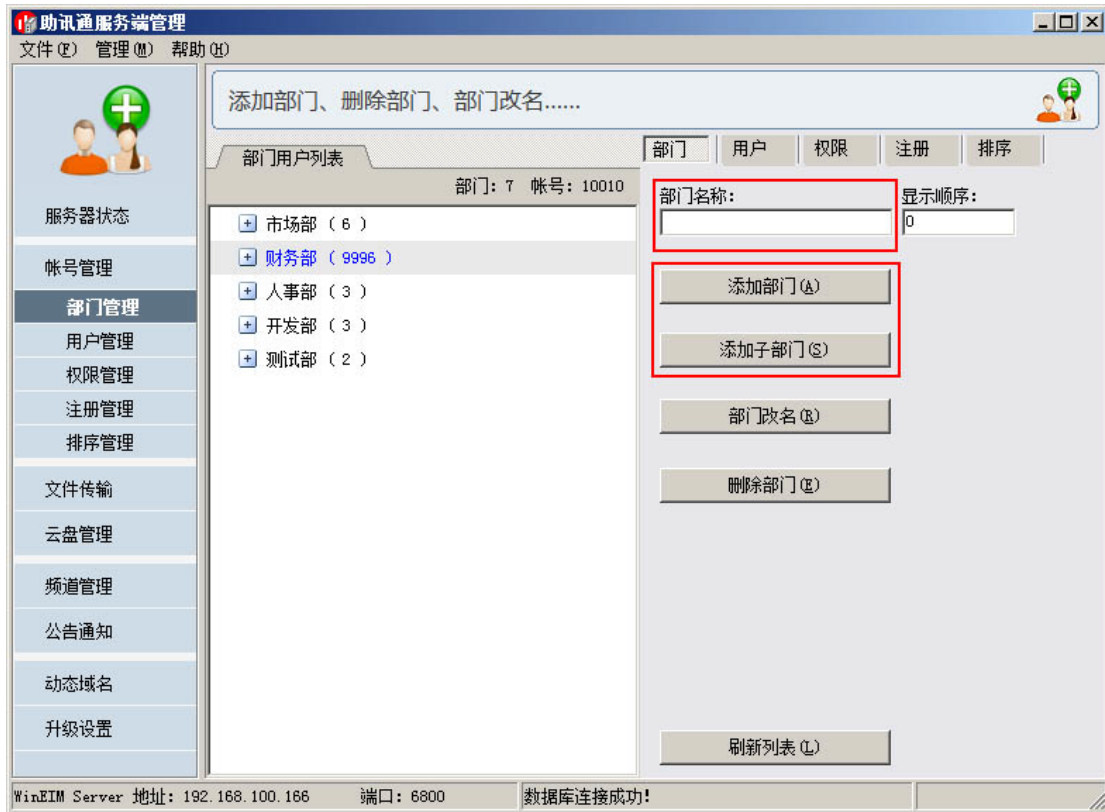 助讯通服务端管理
文件(F) 管理(M) 帮助(H)
添加部门、删除部门、部门改名......
服务器状态
帐号管理
部门管理
用户管理
权限管理
注册管理
排序管理
文件传输
云盘管理
频道管理
公告通知
动态域名
升级设置
部门用户列表
部门: 7 帐号: 10010
市场部 ( 6 )
财务部 ( 9996 )
人事部 ( 3 )
开发部 ( 3 )
测试部 ( 2 )
部门 用户 权限 注册 排序
部门名称: 显示顺序:
0
添加部门(A)
添加子部门(S)
部门改名(R)
删除部门(E)
刷新列表(L)
WinEIM Server 地址: 192.168.100.166 端口: 6800 数据库连接成功!